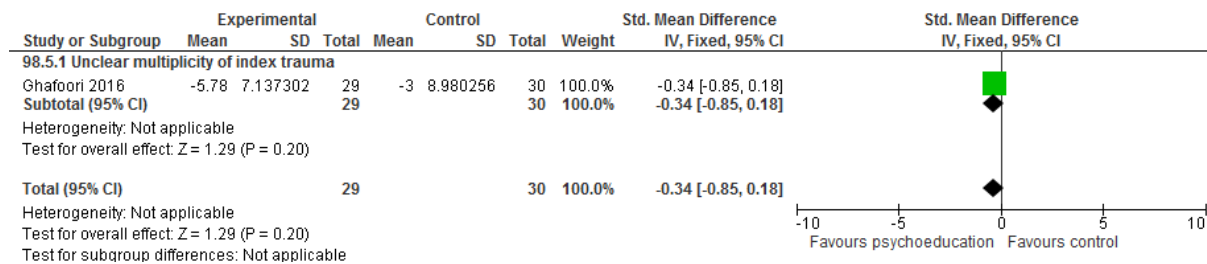 Experimental Control Std. Mean Difference Std. Mean Difference
Study or Subgroup Mean SD Total Mean SD Total Weight IV, Fixed, 95% CI IV, Fixed, 95% CI
98.5.1 Unclear multiplicity of index trauma
Ghafoori 2016 -5.78 7.137302 29 -3 8.980256 30 100.0% -0.34 [-0.85, 0.18]
Subtotal (95% CI) 29 30 100.0% -0.34 [-0.85, 0.18]
Heterogeneity: Not applicable
Test for overall effect: Z = 1.29 (P = 0.20)
Total (95% CI) 29 30 100.0% -0.34 [-0.85, 0.18]
Heterogeneity: Not applicable
Test for overall effect: Z = 1.29 (P = 0.20)
Test for subgroup differences: Not applicable
-10 -5 0 5 10
Favours psychoeducation Favours control